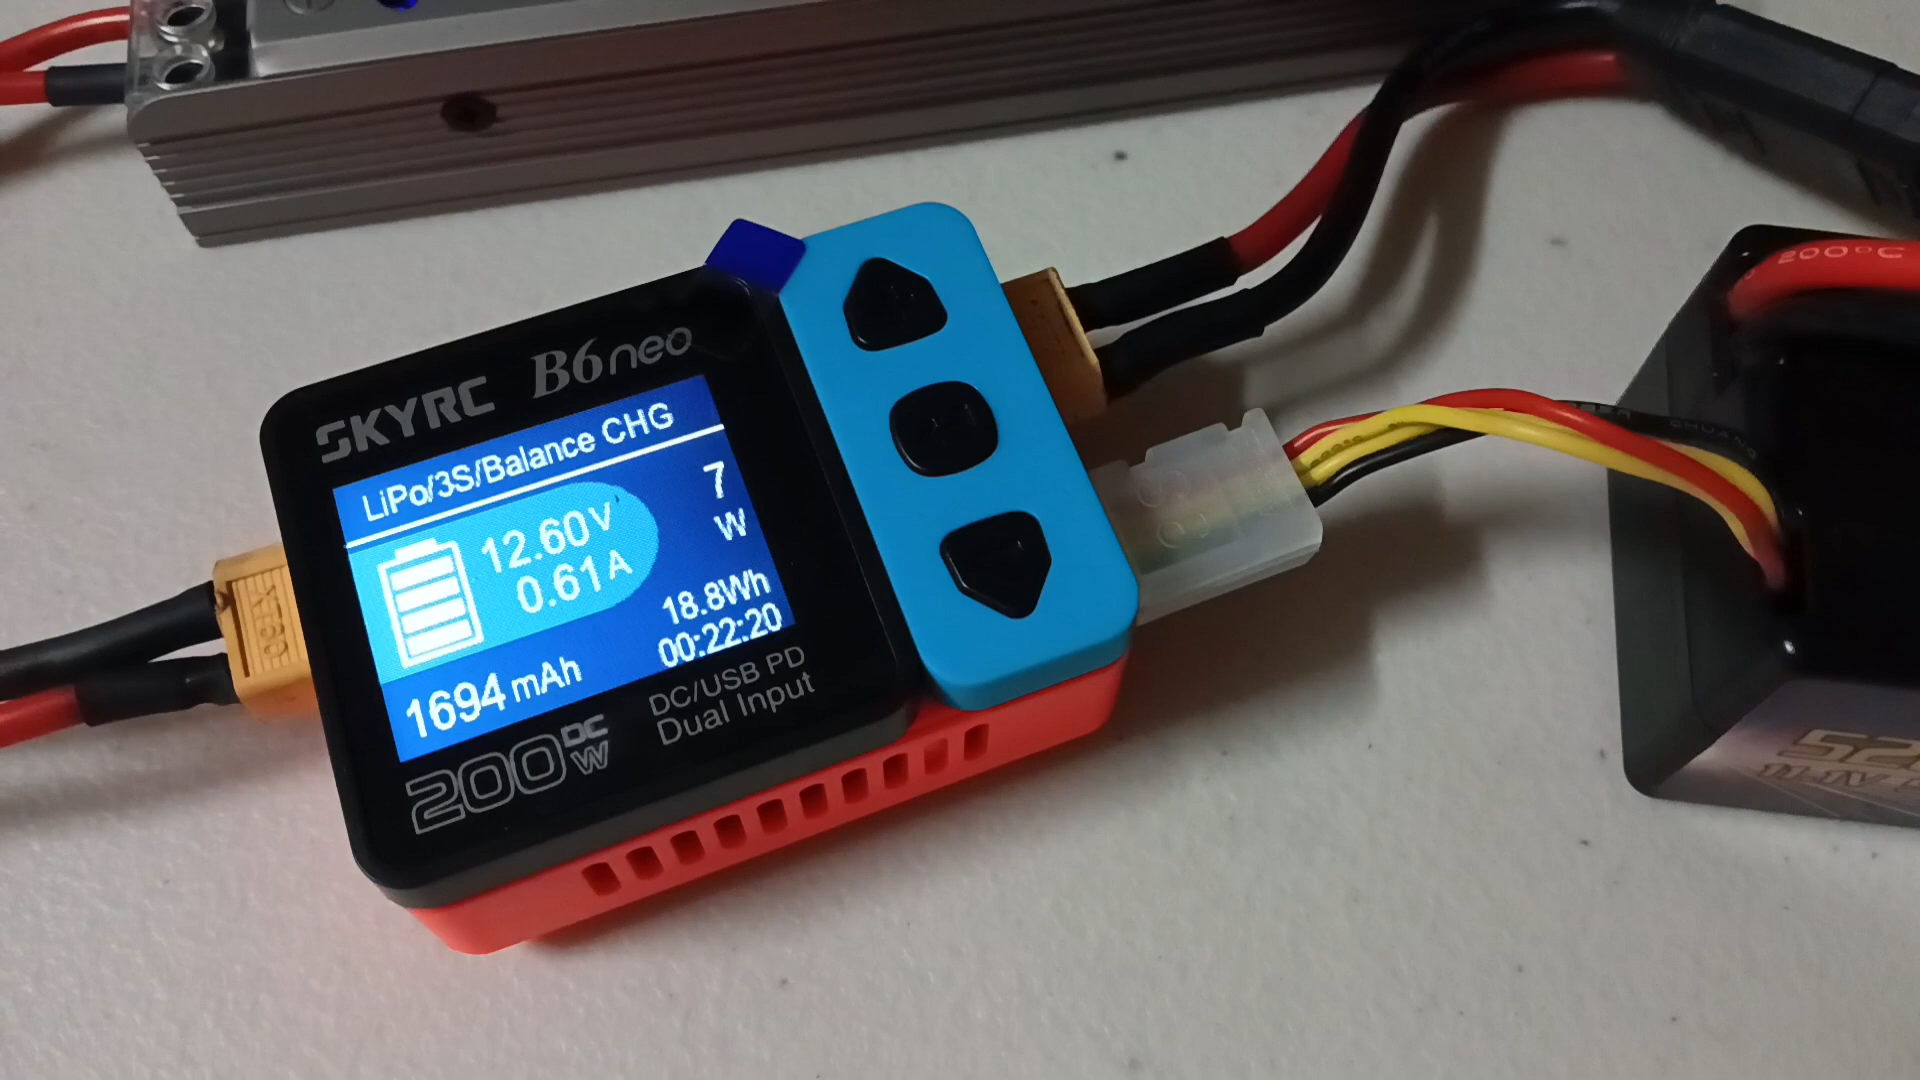 SKYRC B6neo
LiPo/3S/Balance CHG
12.60V
0.61A
7
W
18.8Wh
00:22:20
1694 mAh
200 DC W
DC/USB PD
Dual Input
XT60
200°C